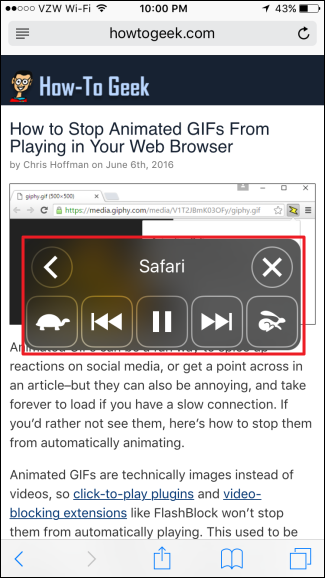 VZW Wi-Fi 10:00 PM 43%
howtogeek.com
How-To Geek
How to Stop Animated GIFs From
Playing in Your Web Browser
by Chris Hoffman on June 6th, 2016
giphy.gif (500×500)
https://media.giphy.com/media/V1T2JBmK03OFy/giphy.gif
Safari
Animated GIFs can be a fun way to spice up
reactions on social media, or get a point across in
an article–but they can also be annoying, and take
forever to load if you have a slow connection. If
you'd rather not see them, here's how to stop them
from automatically animating.
Animated GIFs are technically images instead of
videos, so click-to-play plugins and video-
blocking extensions like FlashBlock won't stop
them from automatically playing. This used to be